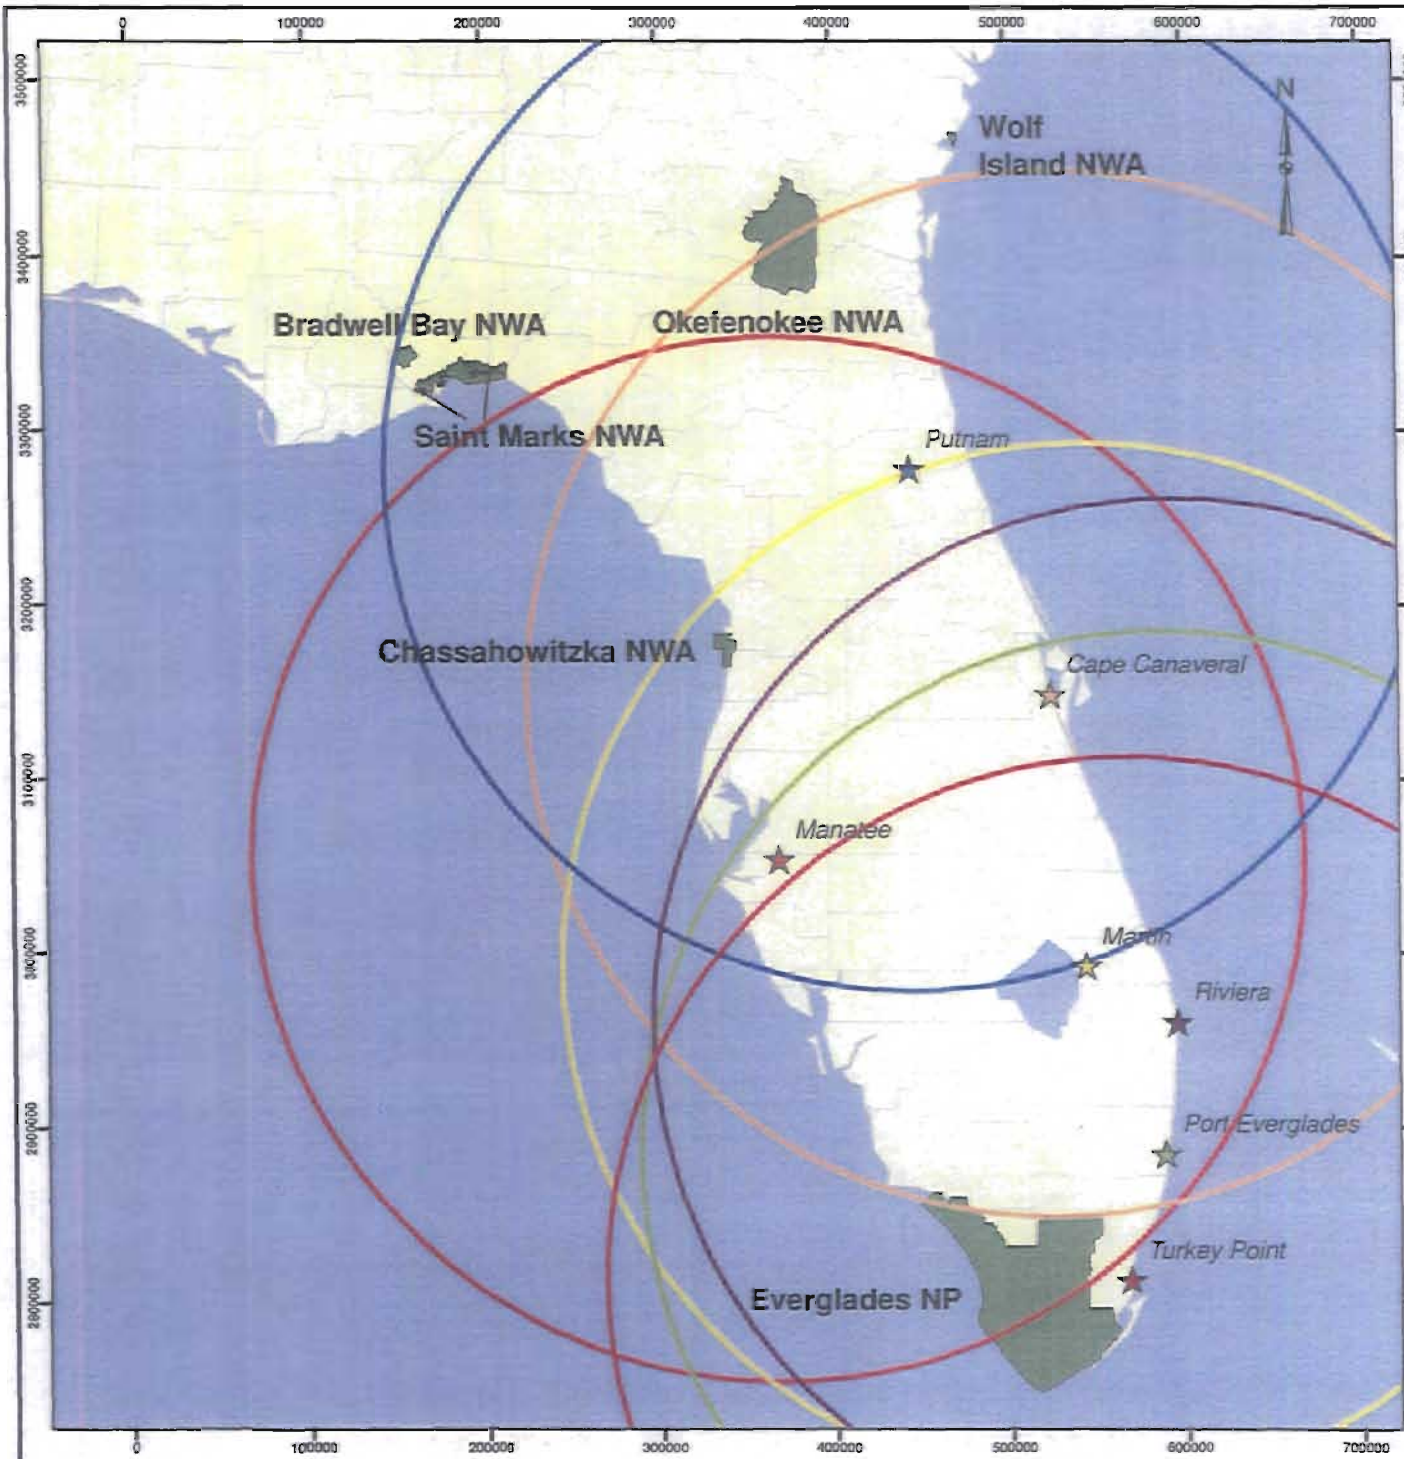 0 100000 200000 300000 400000 500000 600000 700000
3500000
N
Wolf
Island NWA
3400000
Bradwell Bay NWA
Okefenokee NWA
3300000
Saint Marks NWA
Putnam
3200000
Chassahowitzka NWA
Cape Canaveral
3100000
Manatee
3000000
Martin
Riviera
2900000
Port Everglades
Turkey Point
Everglades NP
2800000
0 100000 200000 300000 400000 500000 600000 700000